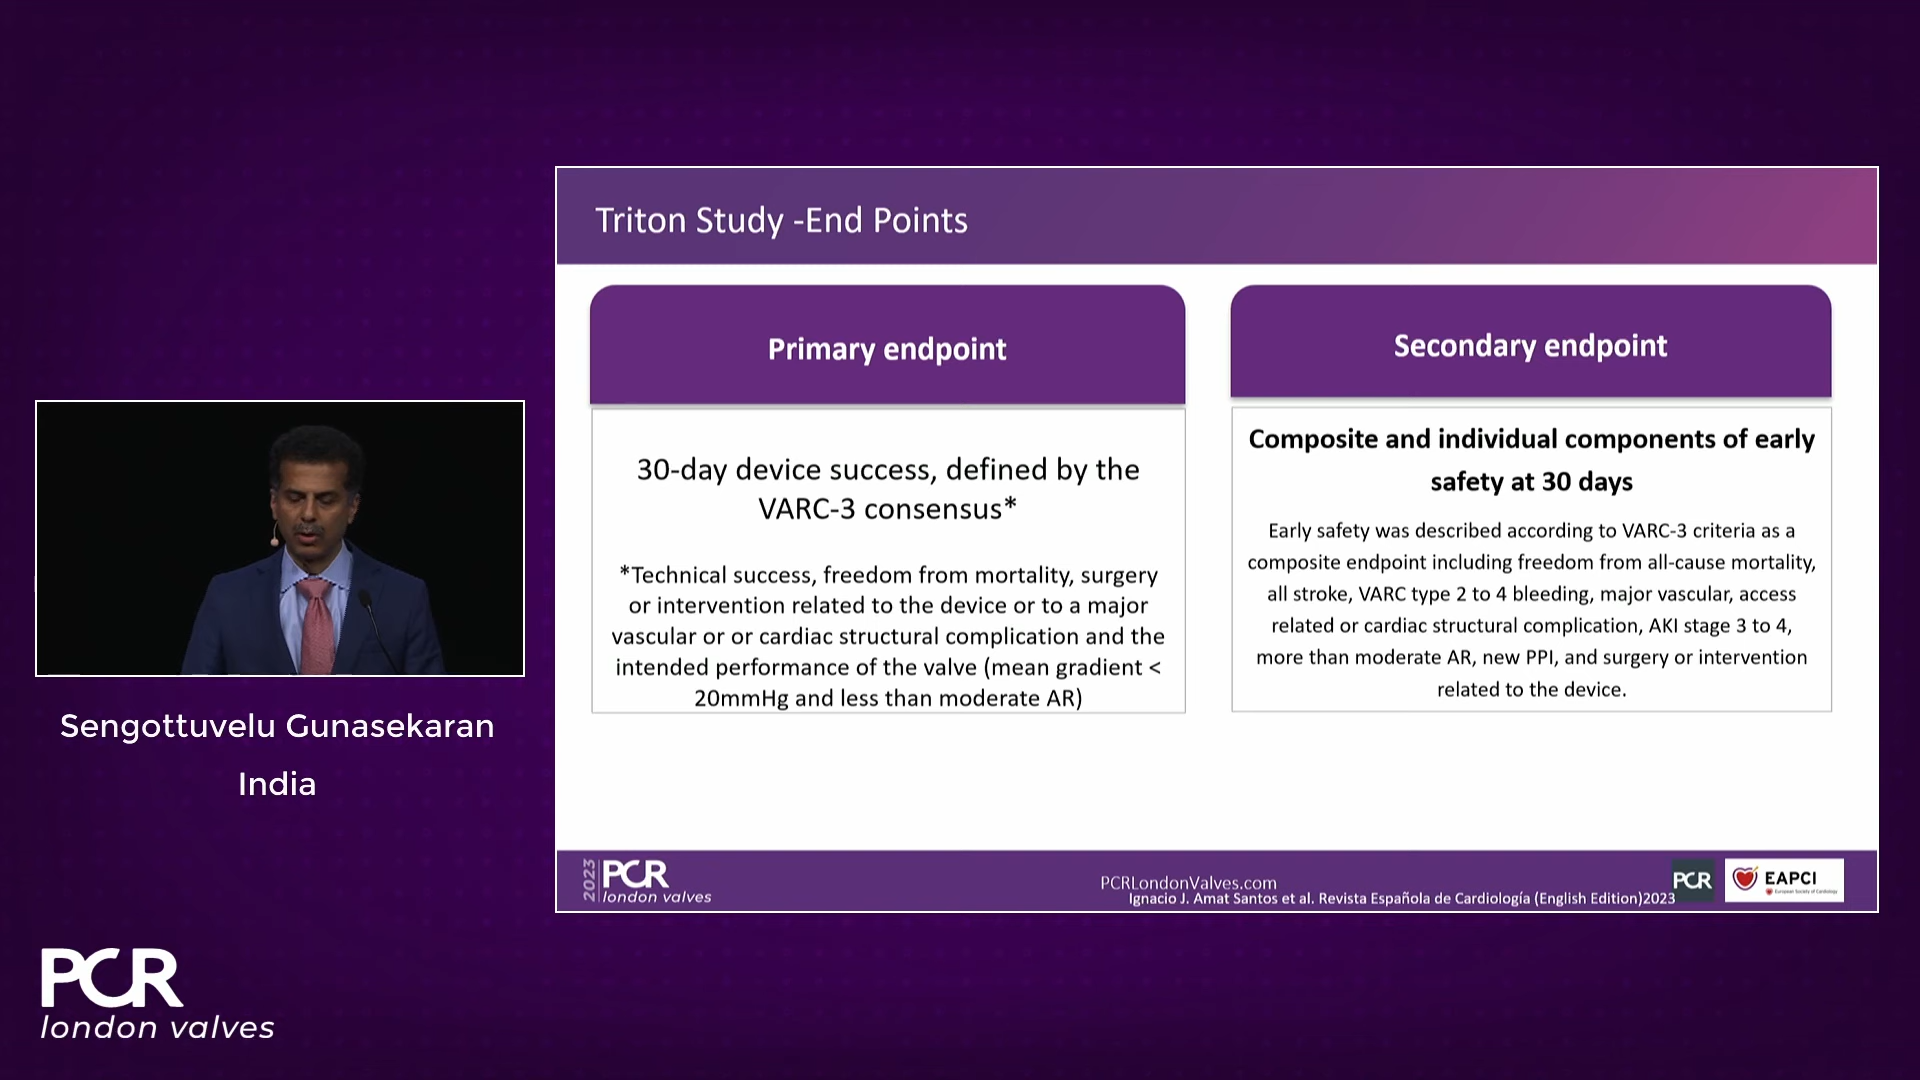 Triton Study -End Points
Primary endpoint
30-day device success, defined by the
VARC-3 consensus*
*Technical success, freedom from mortality, surgery
or intervention related to the device or to a major
vascular or or cardiac structural complication and the
intended performance of the valve (mean gradient <
20mmHg and less than moderate AR)
Secondary endpoint
Composite and individual components of early
safety at 30 days
Early safety was described according to VARC-3 criteria as a
composite endpoint including freedom from all-cause mortality,
all stroke, VARC type 2 to 4 bleeding, major vascular, access
related or cardiac structural complication, AKI stage 3 to 4,
more than moderate AR, new PPI, and surgery or intervention
related to the device.
Sengottuvelu Gunasekaran
India
2023
PCR
london valves
PCRLondonValves.com
Ignacio J. Amat Santos et al. Revista Española de Cardiología (English Edition)2023
PCR
EAPCI
European Society of Cardiology
PCR
london valves